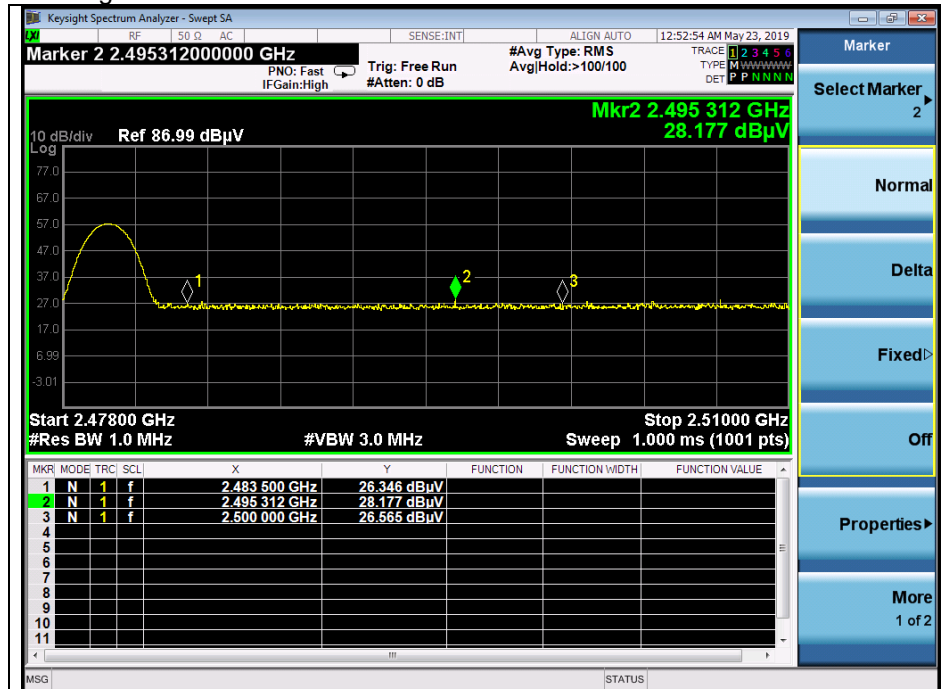 Keysight Spectrum Analyzer - Swept SA
LXI RF 50 Ω AC SENSE:INT ALIGN AUTO 12:52:54 AM May 23, 2019
Marker 2 2.495312000000 GHz
PNO: Fast
IFGain:High
Trig: Free Run
#Atten: 0 dB
#Avg Type: RMS
Avg|Hold:>100/100
TRACE 1 2 3 4 5 6
TYPE M W W W W W
DET P P N N N N
Mkr2 2.495 312 GHz
28.177 dBµV
10 dB/div Ref 86.99 dBµV
Log
77.0
67.0
57.0
47.0
37.0
27.0
17.0
6.99
-3.01
1
2
3
Start 2.47800 GHz Stop 2.51000 GHz
#Res BW 1.0 MHz #VBW 3.0 MHz Sweep 1.000 ms (1001 pts)
MKR MODE TRC SCL X Y FUNCTION FUNCTION WIDTH FUNCTION VALUE
1 N 1 f 2.483 500 GHz 26.346 dBµV
2 N 1 f 2.495 312 GHz 28.177 dBµV
3 N 1 f 2.500 000 GHz 26.565 dBµV
4
5
6
7
8
9
10
11
MSG STATUS
Marker
Select Marker
2
Normal
Delta
Fixed
Off
Properties
More
1 of 2